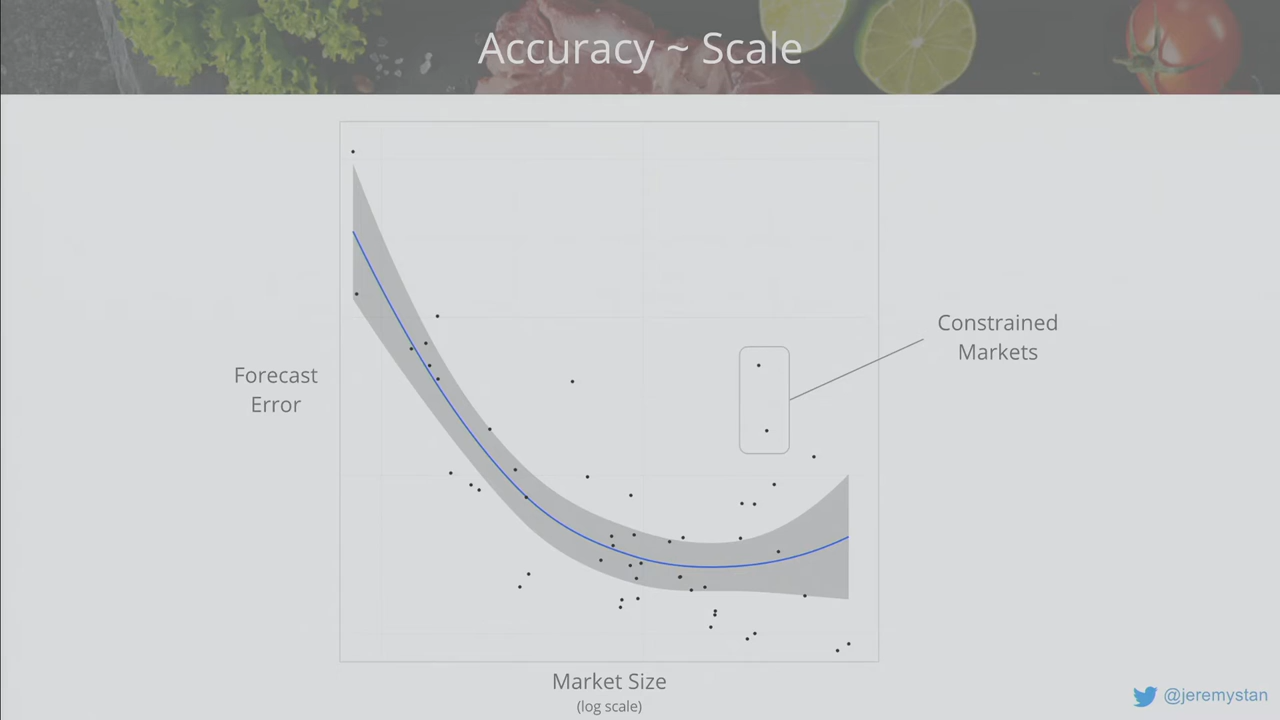 Accuracy ~ Scale
Forecast
Error
Constrained
Markets
Market Size
(log scale)
@jeremystan